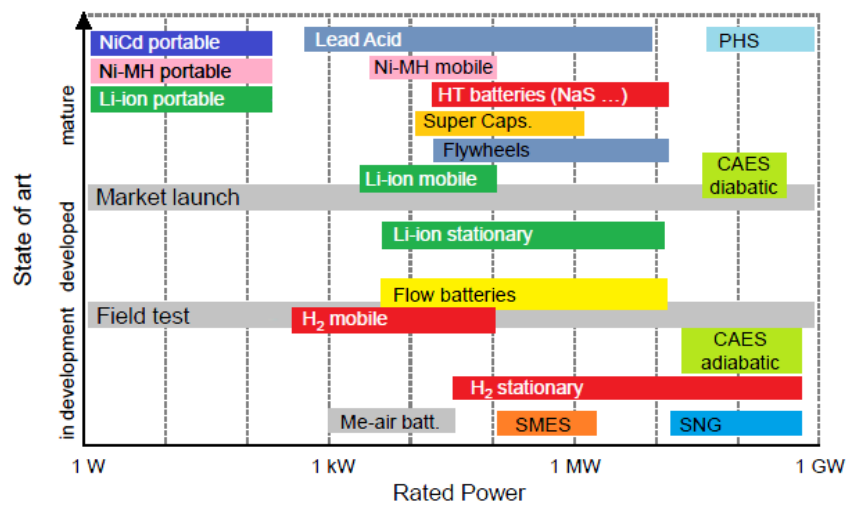 NiCd portable
Lead Acid
PHS
Ni-MH portable
Ni-MH mobile
Li-ion portable
HT batteries (NaS ...)
Super Caps.
Flywheels
CAES
diabatic
Li-ion mobile
Market launch
Li-ion stationary
Flow batteries
Field test
H₂ mobile
CAES
adiabatic
H₂ stationary
Me-air batt.
SMES
SNG
State of art
mature
developed
in development
1 W
1 kW
1 MW
1 GW
Rated Power